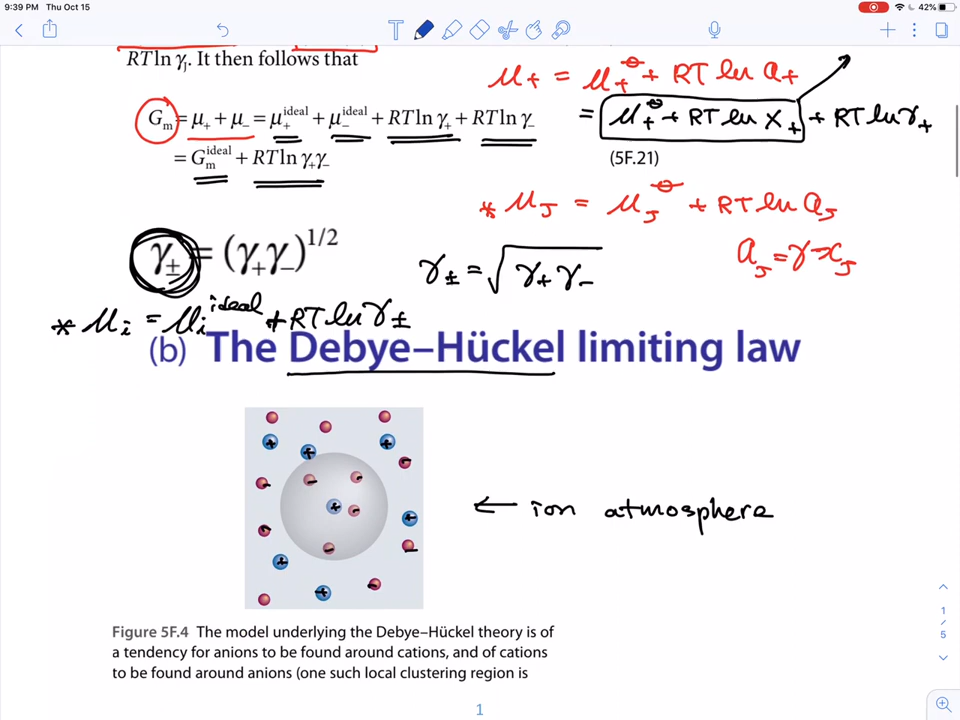 9:39 PM Thu Oct 15
42%
RT ln γJ. It then follows that
μ+ = μ+⦵ + RT ln a+
= μ+⦵ + RT ln x+ + RT ln γ+
Gm = μ+ + μ− = μ+ideal + μ−ideal + RT ln γ+ + RT ln γ−
= Gmideal + RT ln γ+γ−
(5F.21)
* μJ = μJ⦵ + RT ln aJ
γ± = (γ+γ−)1/2
γ± = √γ+γ−
aJ = γxJ
* μi = μiideal + RT ln γ±
(b) The Debye–Hückel limiting law
← ion atmosphere
Figure 5F.4 The model underlying the Debye–Hückel theory is of
a tendency for anions to be found around cations, and of cations
to be found around anions (one such local clustering region is
1
/
5
1